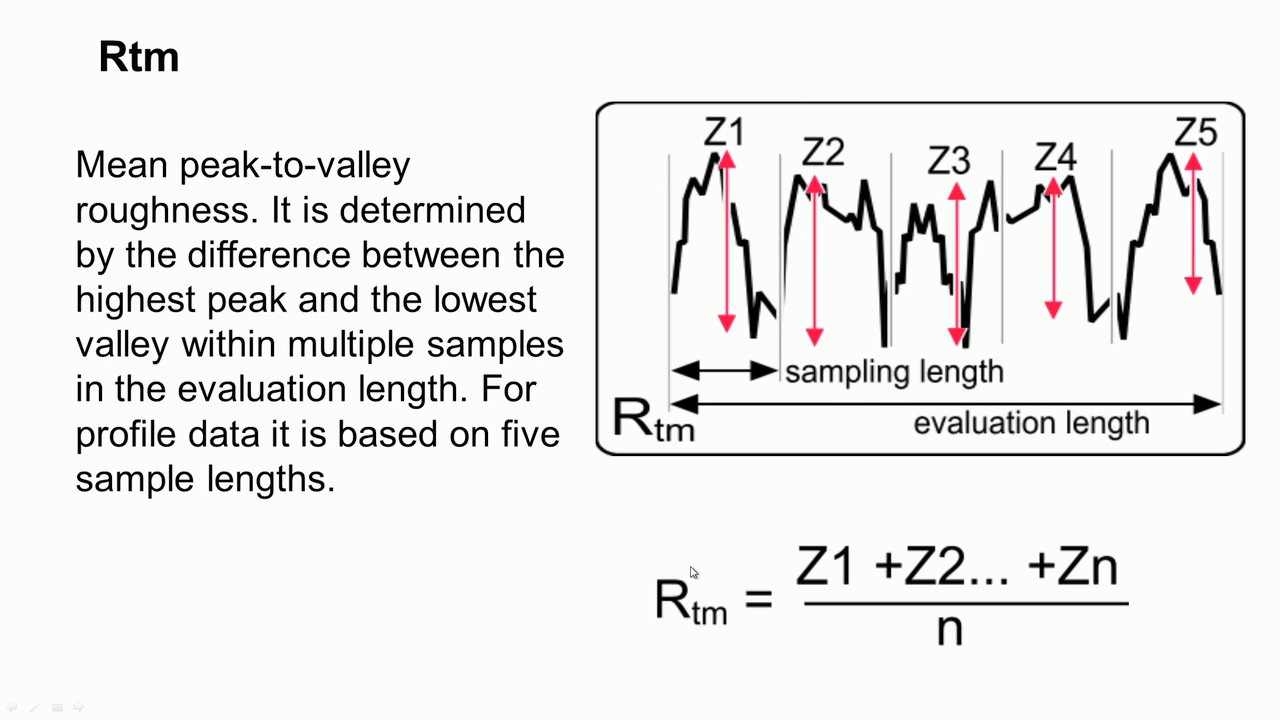 Rtm
Mean peak-to-valley
roughness. It is determined
by the difference between the
highest peak and the lowest
valley within multiple samples
in the evaluation length. For
profile data it is based on five
sample lengths.
Z1 Z2 Z3 Z4 Z5
sampling length
Rtm evaluation length
Rtm = Z1 +Z2... +Zn
n